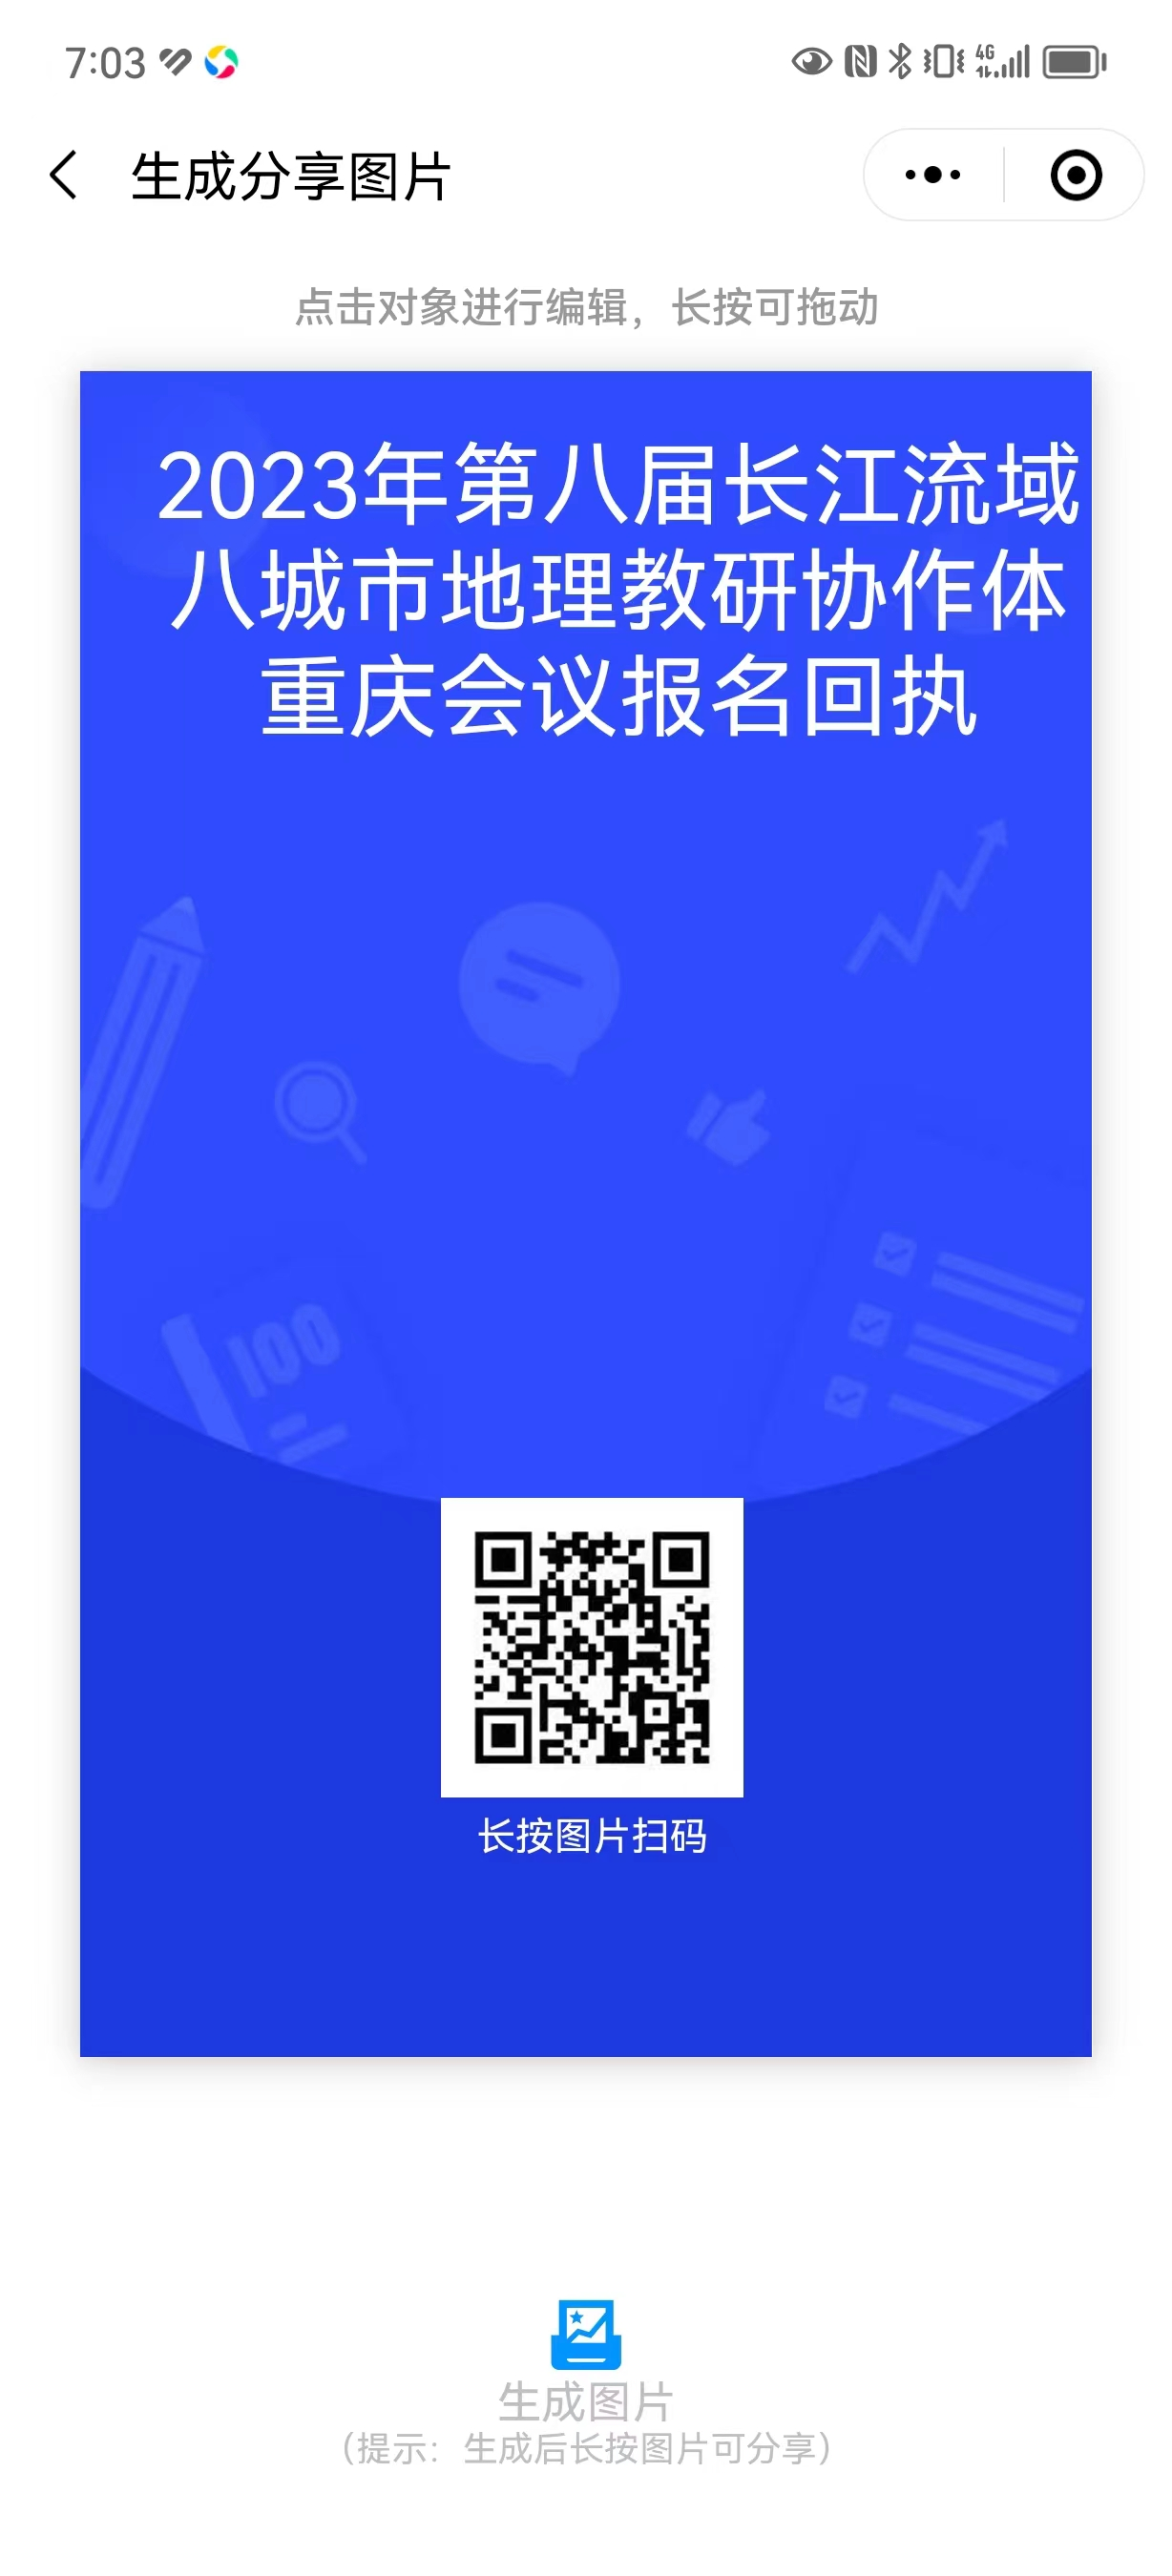 7:03
4G
生成分享图片
点击对象进行编辑，长按可拖动
2023年第八届长江流域
八城市地理教研协作体
重庆会议报名回执
100
长按图片扫码
生成图片
（提示：生成后长按图片可分享）